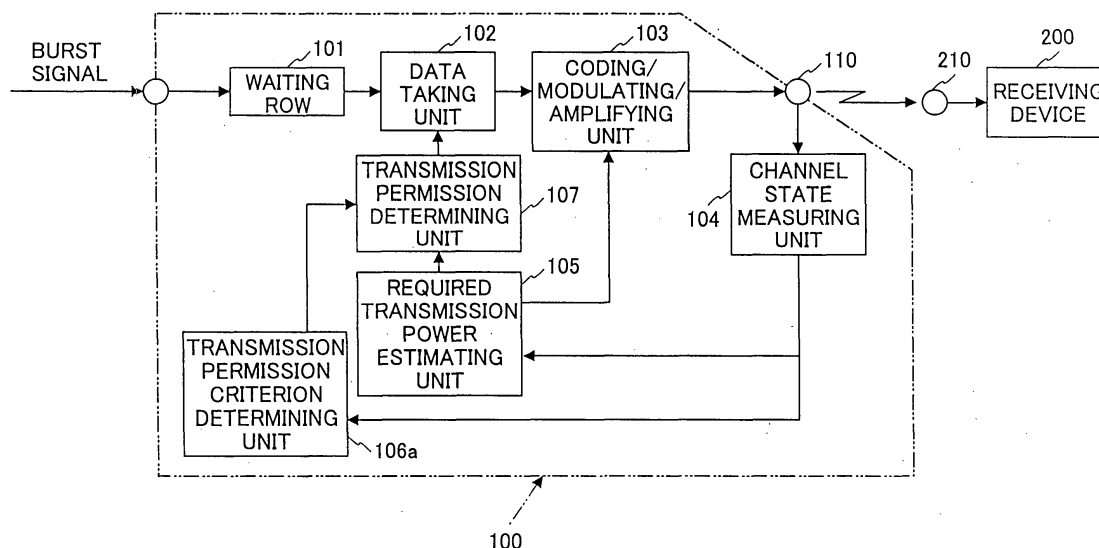 BURST
SIGNAL
101
WAITING
ROW
102
DATA
TAKING
UNIT
103
CODING/
MODULATING/
AMPLIFYING
UNIT
110
210
200
RECEIVING
DEVICE
TRANSMISSION
PERMISSION
DETERMINING
UNIT
107
CHANNEL
STATE
MEASURING
UNIT
104
105
REQUIRED
TRANSMISSION
POWER
ESTIMATING
UNIT
TRANSMISSION
PERMISSION
CRITERION
DETERMINING
UNIT
106a
100